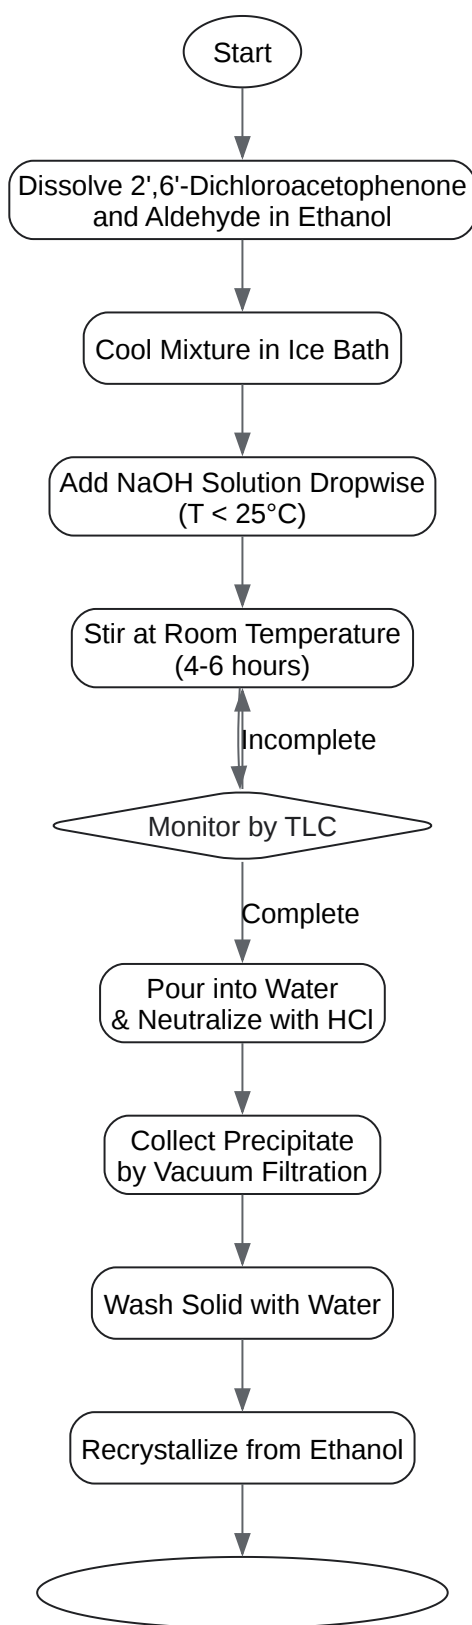 Start
Dissolve 2',6'-Dichloroacetophenone
and Aldehyde in Ethanol
Cool Mixture in Ice Bath
Add NaOH Solution Dropwise
(T < 25°C)
Stir at Room Temperature
(4-6 hours)
Incomplete
Monitor by TLC
Complete
Pour into Water
& Neutralize with HCl
Collect Precipitate
by Vacuum Filtration
Wash Solid with Water
Recrystallize from Ethanol